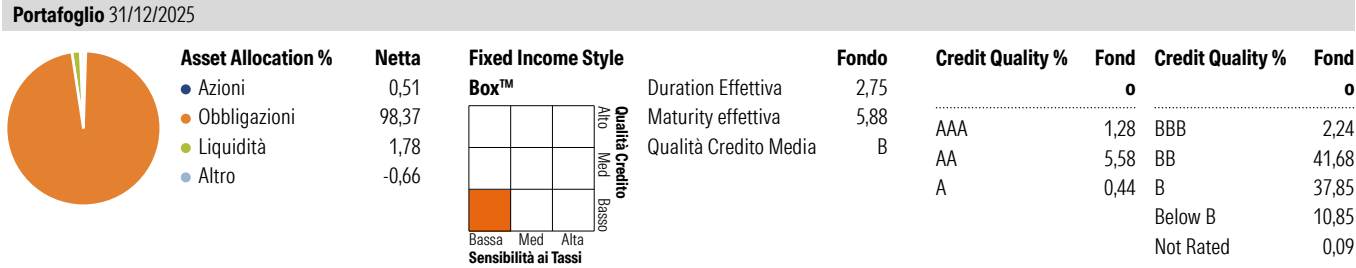 Portafoglio 31/12/2025
Asset Allocation % Netta
Azioni 0,51
Obbligazioni 98,37
Liquidità 1,78
Altro -0,66
Fixed Income Style
Box™
Alto Med Basso
Qualità Credito
Bassa Med Alta
Sensibilità ai Tassi
Fondo
Duration Effettiva 2,75
Maturity effettiva 5,88
Qualità Credito Media B
Credit Quality % Fond
o
AAA 1,28
AA 5,58
A 0,44
Credit Quality % Fond
o
BBB 2,24
BB 41,68
B 37,85
Below B 10,85
Not Rated 0,09